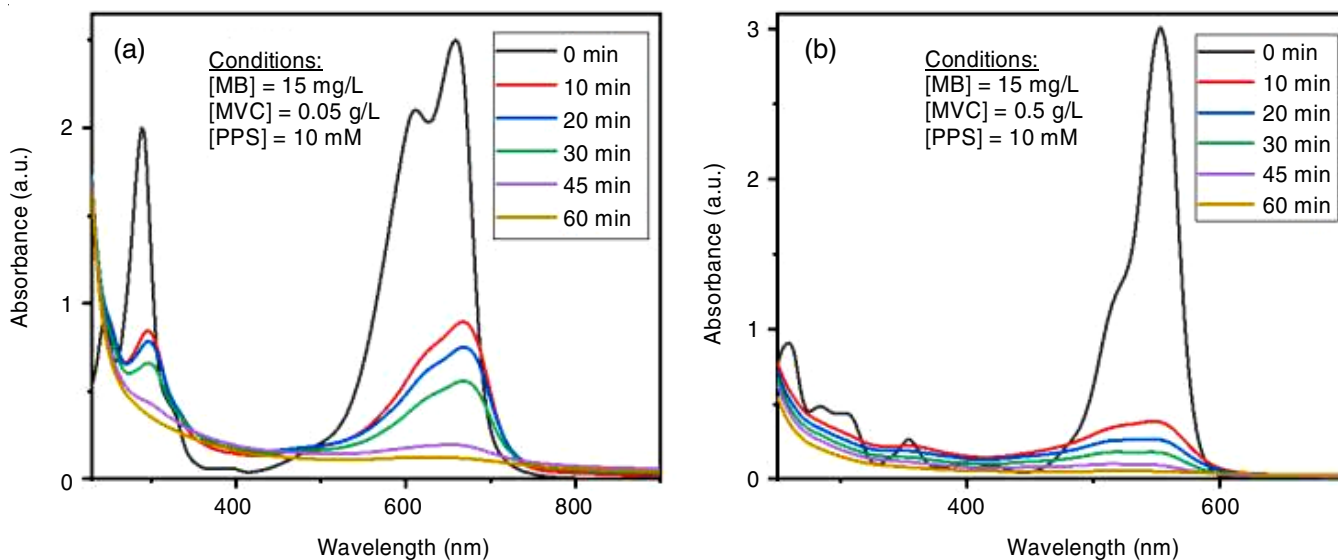 (a)
Conditions:
[MB] = 15 mg/L
[MVC] = 0.05 g/L
[PPS] = 10 mM
0 min
10 min
20 min
30 min
45 min
60 min
2
1
0
400
600
800
Absorbance (a.u.)
Wavelength (nm)
(b)
Conditions:
[MB] = 15 mg/L
[MVC] = 0.5 g/L
[PPS] = 10 mM
0 min
10 min
20 min
30 min
45 min
60 min
3
2
1
0
400
600
Absorbance (a.u.)
Wavelength (nm)